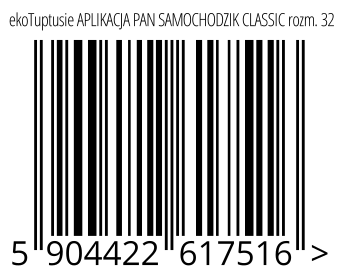 ekoTuptusie APLIKACJA PAN SAMOCHODZIK CLASSIC rozm. 32
5 904422 617516 >